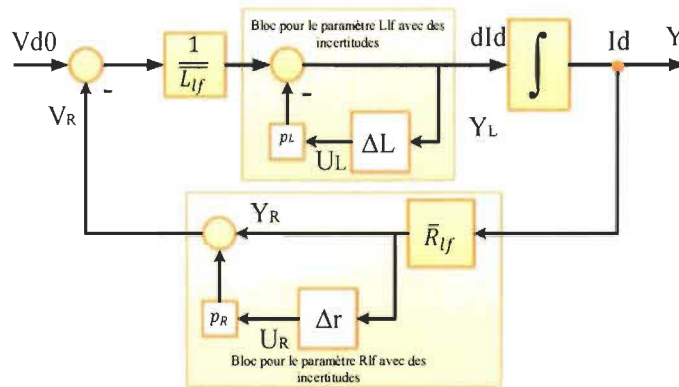 Bloc pour le paramètre Llf avec des
incertitudes
Vd0
1
L̅lf
dId
∫
Id
Y
VR
pL
UL
ΔL
YL
YR
R̄lf
pR
UR
Δr
Bloc pour le paramètre Rlf avec des
incertitudes